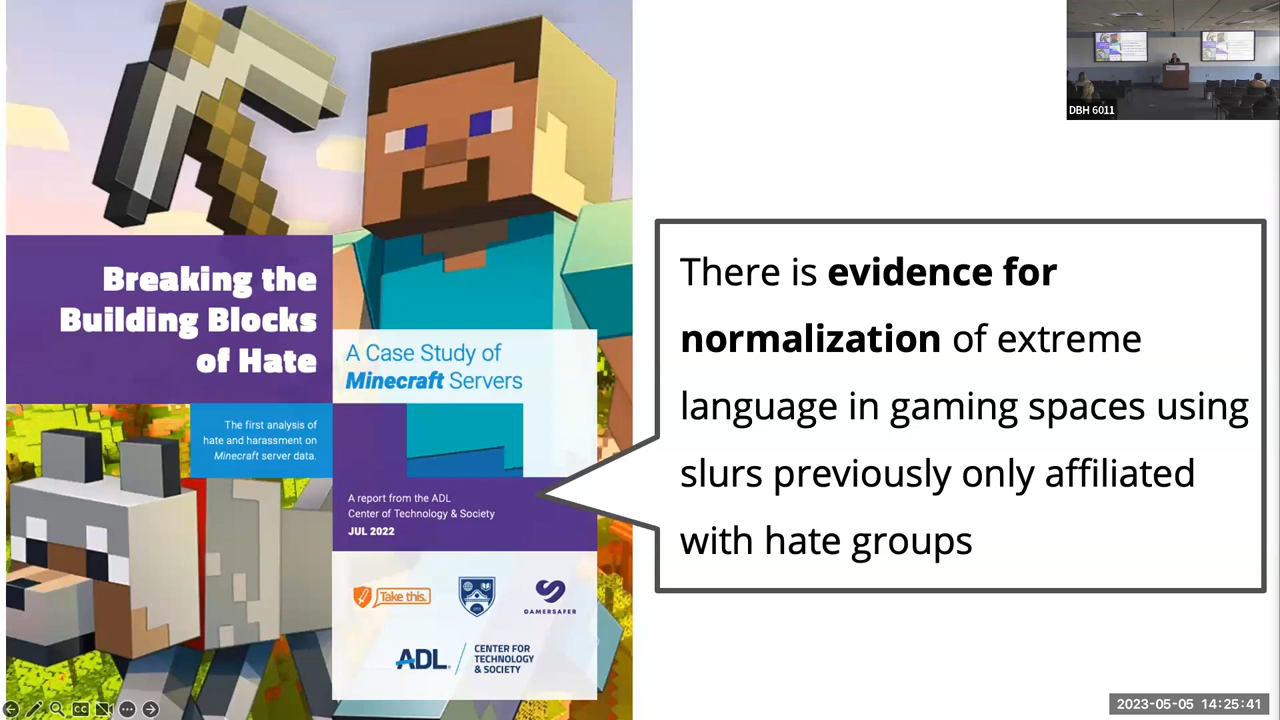 DBH 6011
Breaking the
Building Blocks
of Hate
A Case Study of
Minecraft Servers
The first analysis of
hate and harassment on
Minecraft server data.
A report from the ADL
Center of Technology & Society
JUL 2022
Take this.
GAMERSAFER
ADL
CENTER FOR
TECHNOLOGY
& SOCIETY
There is evidence for
normalization of extreme
language in gaming spaces using
slurs previously only affiliated
with hate groups
CC
2023-05-05 14:25:41